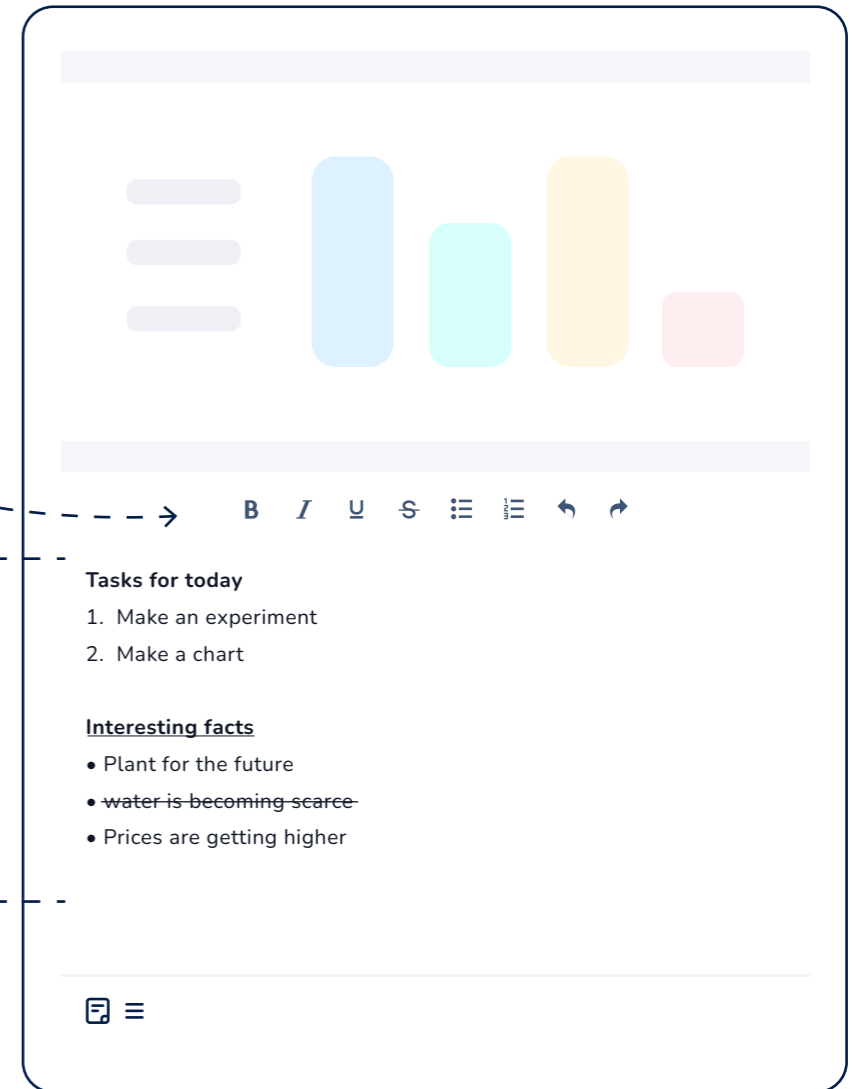 B I U S
Tasks for today
1. Make an experiment
2. Make a chart
Interesting facts
• Plant for the future
• water is becoming scarce
• Prices are getting higher